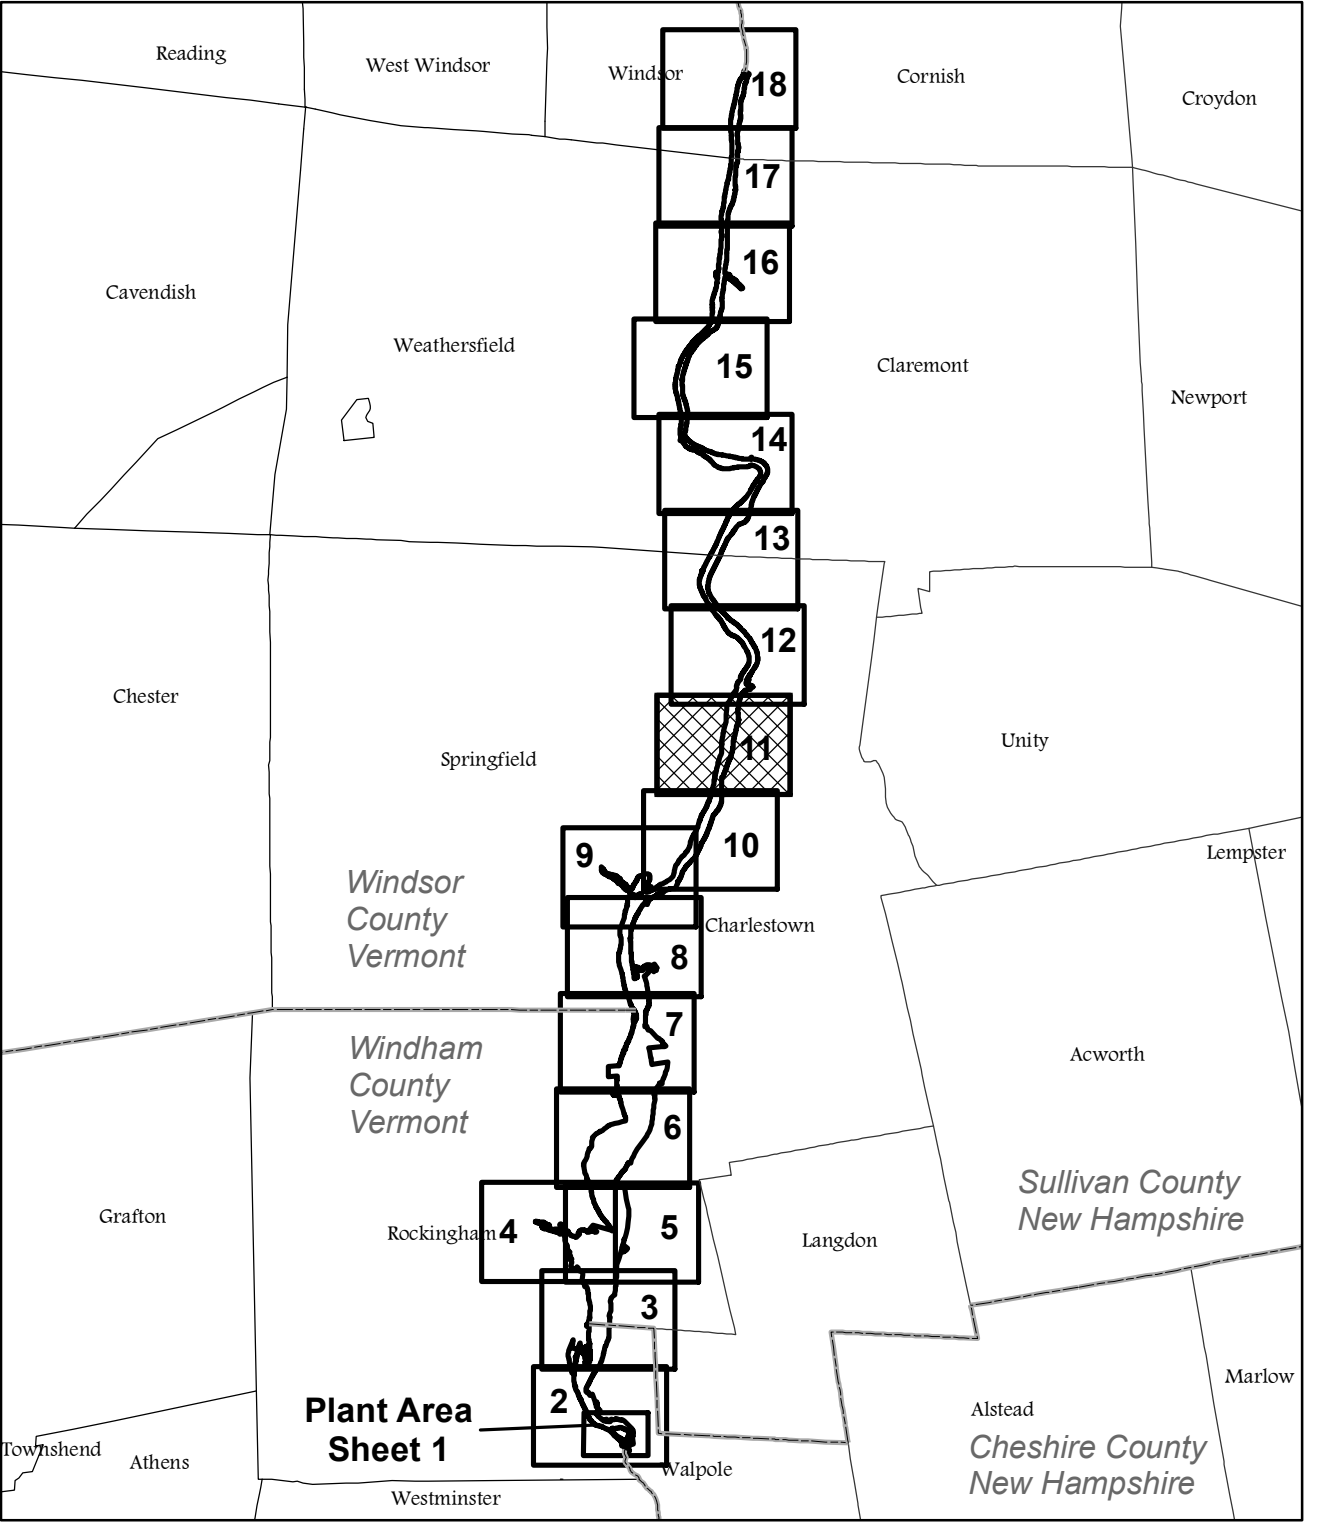 Reading
West Windsor
Windsor
Cornish
Croydon
18
17
16
Cavendish
Weathersfield
15
Claremont
Newport
14
13
12
Chester
Springfield
11
Unity
10
9
Lempster
Windsor
County
Vermont
Charlestown
8
7
Windham
County
Vermont
Acworth
6
Sullivan County
New Hampshire
Grafton
Rockingham
4
5
Langdon
3
Marlow
2
Plant Area
Sheet 1
Alstead
Cheshire County
New Hampshire
Townshend
Athens
Walpole
Westminster